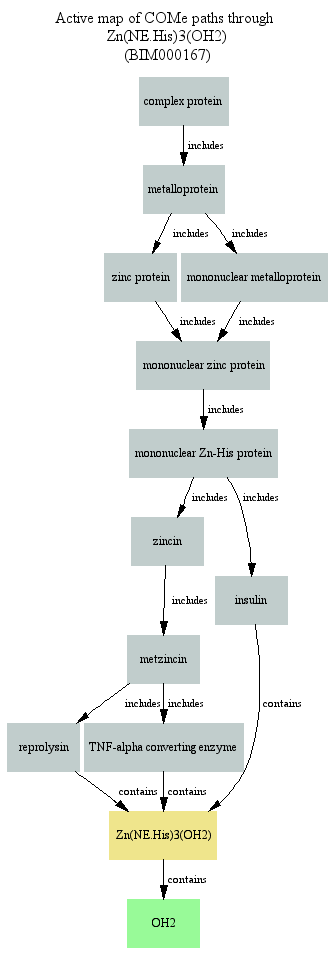 Active map of COMe paths through
Zn(NE.His)3(OH2)
(BIM000167)
complex protein
includes
metalloprotein
includes includes
zinc protein mononuclear metalloprotein
includes includes
mononuclear zinc protein
includes
mononuclear Zn-His protein
includes includes
zincin
insulin
includes
metzincin
includes includes contains
reprolysin TNF-alpha converting enzyme
contains contains
Zn(NE.His)3(OH2)
contains
OH2